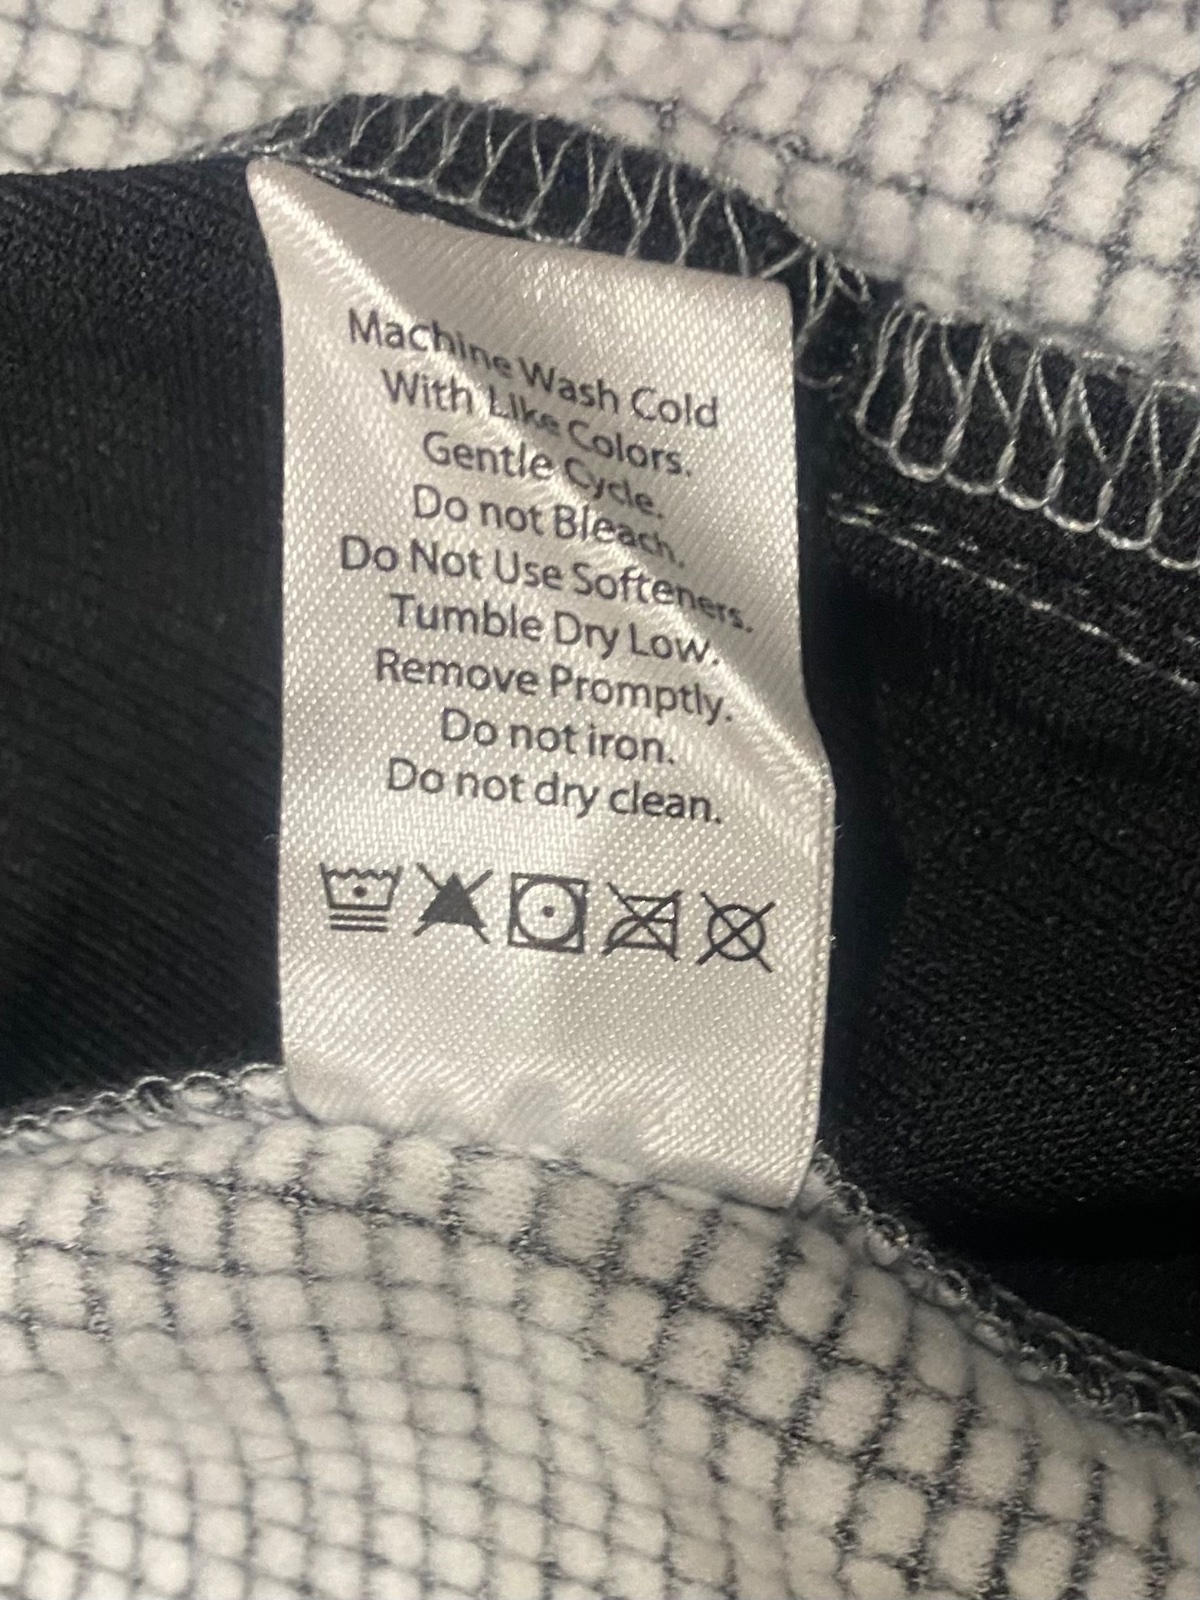 Machine Wash Cold
With Like Colors.
Gentle Cycle.
Do not Bleach.
Do Not Use Softeners.
Tumble Dry Low.
Remove Promptly.
Do not iron.
Do not dry clean.